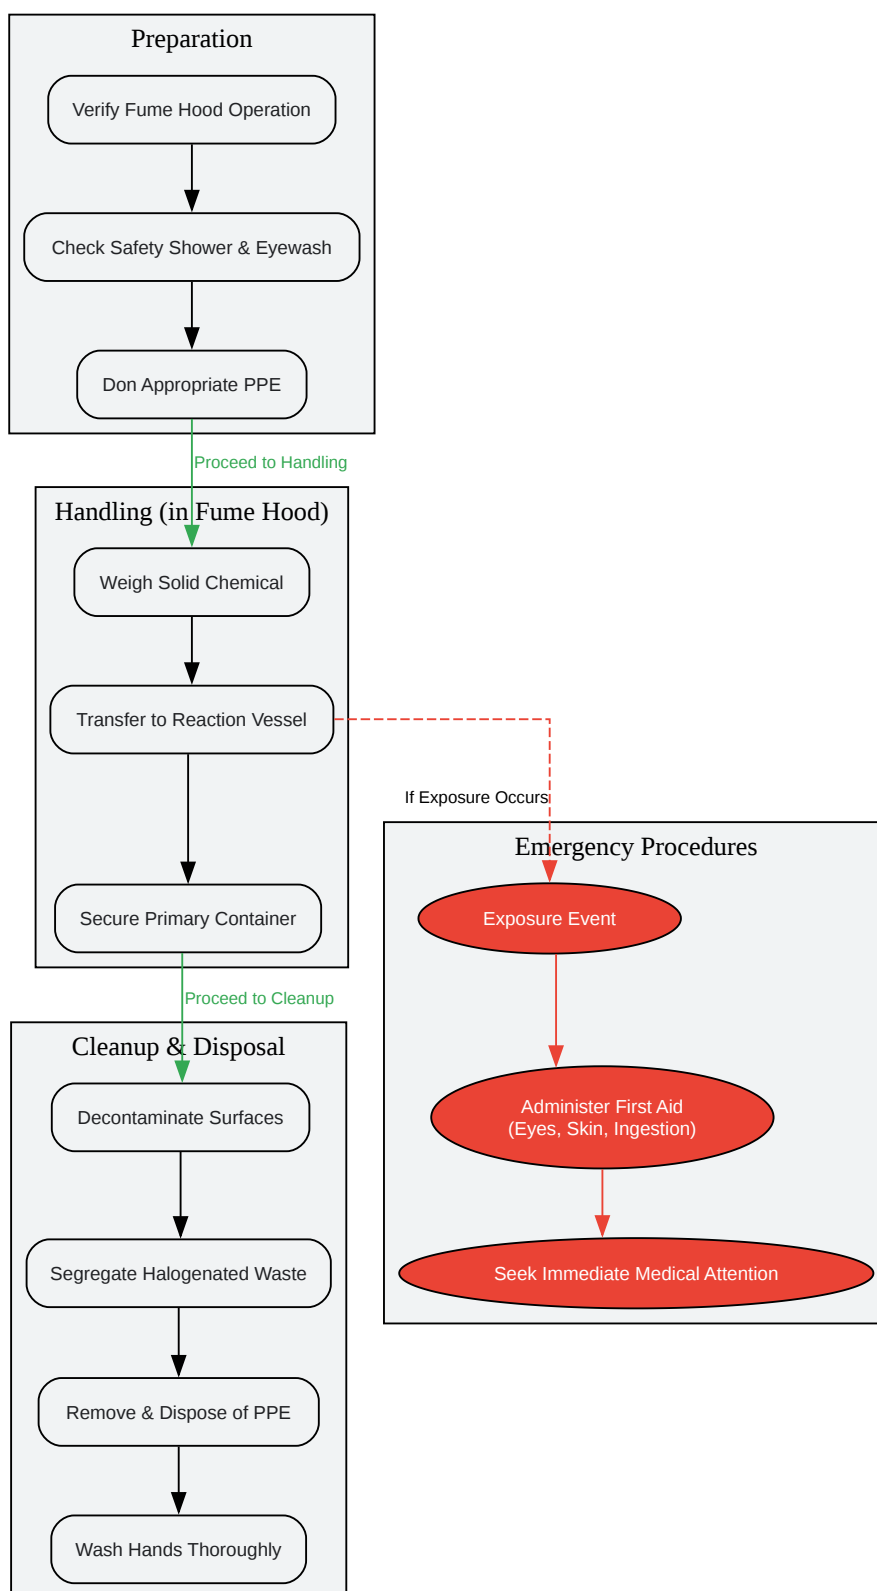 Preparation
Verify Fume Hood Operation
Check Safety Shower & Eyewash
Don Appropriate PPE
Proceed to Handling
Handling (in Fume Hood)
Weigh Solid Chemical
Transfer to Reaction Vessel
If Exposure Occurs
Secure Primary Container
Proceed to Cleanup
Emergency Procedures
Exposure Event
Administer First Aid
(Eyes, Skin, Ingestion)
Seek Immediate Medical Attention
Cleanup & Disposal
Decontaminate Surfaces
Segregate Halogenated Waste
Remove & Dispose of PPE
Wash Hands Thoroughly